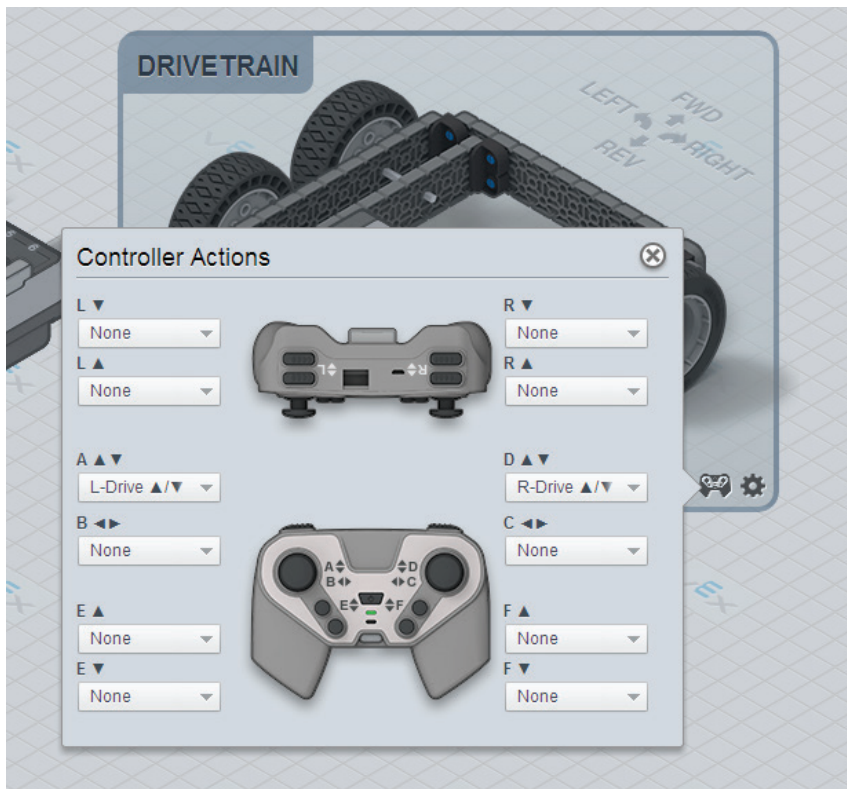 DRIVETRAIN
LEFT FWD
REV RIGHT
Controller Actions
L ▼ R ▼
None None
L ▲ R ▲
None None
L R
A ▲ ▼ D ▲ ▼
L-Drive ▲/▼ R-Drive ▲/▼
B ◄► C ◄►
None None
A D
B C
E F
E ▲ F ▲
None None
E ▼ F ▼
None None